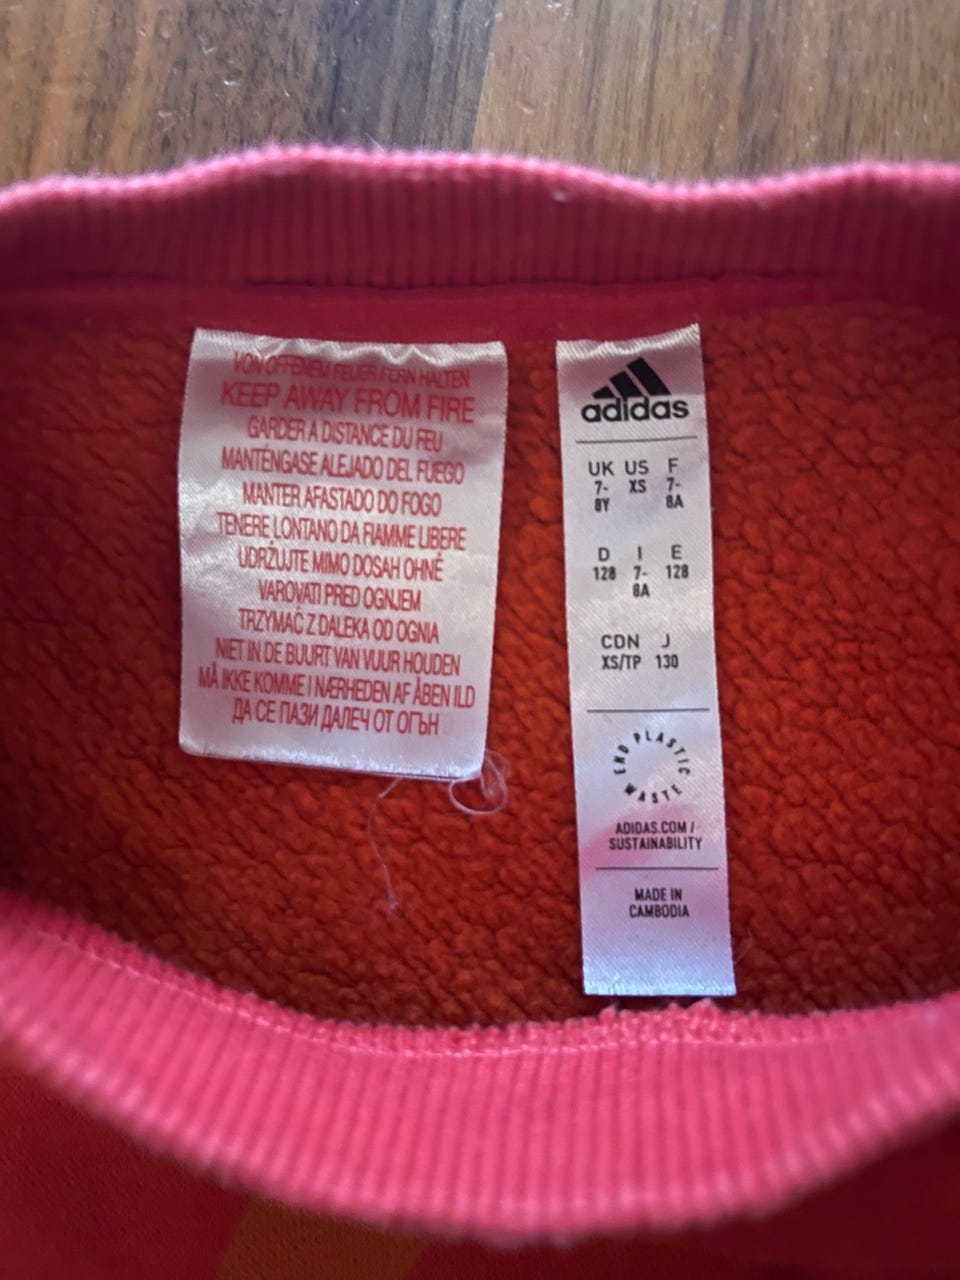 VON OFFENEM FEUER FERN HALTEN
KEEP AWAY FROM FIRE
GARDER A DISTANCE DU FEU
MANTÉNGASE ALEJADO DEL FUEGO
MANTER AFASTADO DO FOGO
TENERE LONTANO DA FIAMME LIBERE
UDRŽUJTE MIMO DOSAH OHNĚ
VAROVATI PRED OGNJEM
TRZYMAĆ Z DALEKA OD OGNIA
NIET IN DE BUURT VAN VUUR HOUDEN
MÅ IKKE KOMME I NÆRHEDEN AF ÅBEN ILD
ДА СЕ ПАЗИ ДАЛЕЧ ОТ ОГЪН
adidas
UK US F
7- XS 7-
8Y 8A
D I E
128 7- 128
8A
CDN J
XS/TP 130
END PLASTIC WASTE
ADIDAS.COM /
SUSTAINABILITY
MADE IN
CAMBODIA